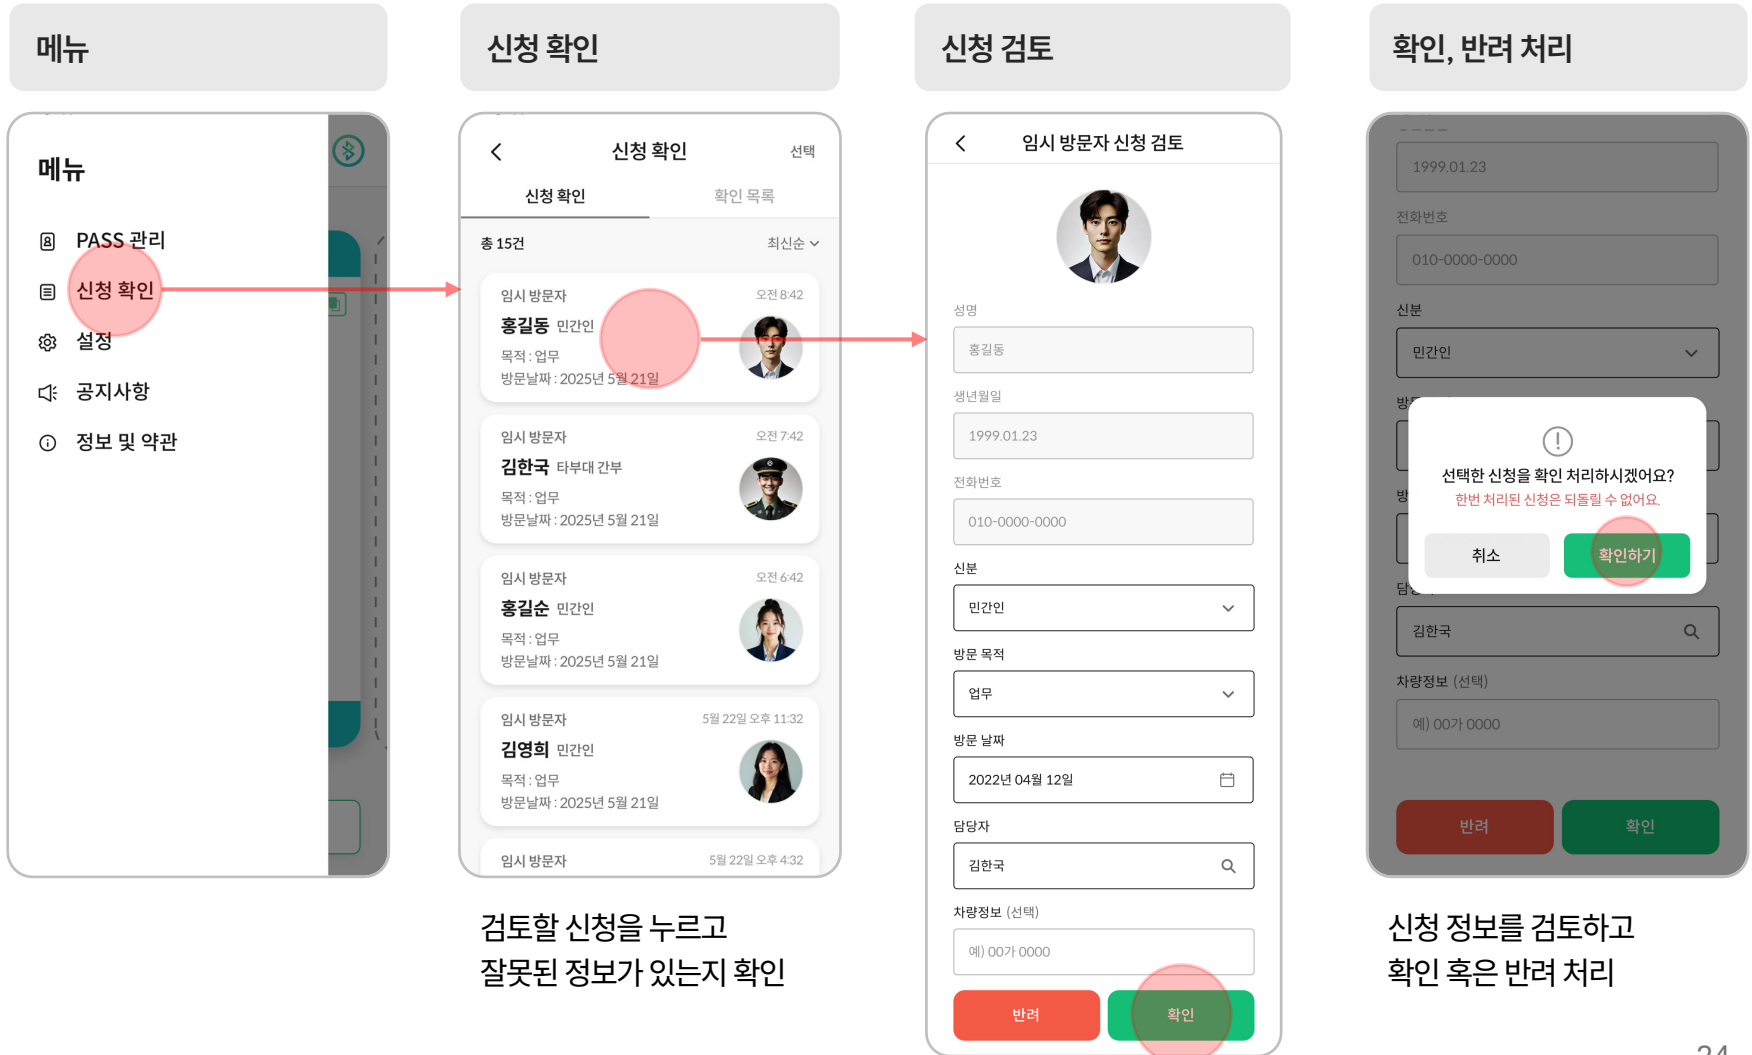 메뉴
신청 확인
신청 검토
확인, 반려 처리
메뉴
PASS 관리
신청 확인
설정
공지사항
정보 및 약관
신청 확인
선택
신청 확인
확인 목록
총 15건
최신순
임시 방문자
오전 8:42
홍길동 민간인
목적 : 업무
방문날짜 : 2025년 5월 21일
임시 방문자
오전 7:42
김한국 타부대 간부
목적 : 업무
방문날짜 : 2025년 5월 21일
임시 방문자
오전 6:42
홍길순 민간인
목적 : 업무
방문날짜 : 2025년 5월 21일
임시 방문자
5월 22일 오후 11:32
김영희 민간인
목적 : 업무
방문날짜 : 2025년 5월 21일
임시 방문자
5월 22일 오후 4:32
검토할 신청을 누르고
잘못된 정보가 있는지 확인
임시 방문자 신청 검토
성명
홍길동
생년월일
1999.01.23
전화번호
010-0000-0000
신분
민간인
방문 목적
업무
방문 날짜
2022년 04월 12일
담당자
김한국
차량정보 (선택)
예) 00가 0000
반려
확인
1999.01.23
전화번호
010-0000-0000
신분
민간인
선택한 신청을 확인 처리하시겠어요?
한번 처리된 신청은 되돌릴 수 없어요.
취소
확인하기
김한국
차량정보 (선택)
예) 00가 0000
반려
확인
신청 정보를 검토하고
확인 혹은 반려 처리
24